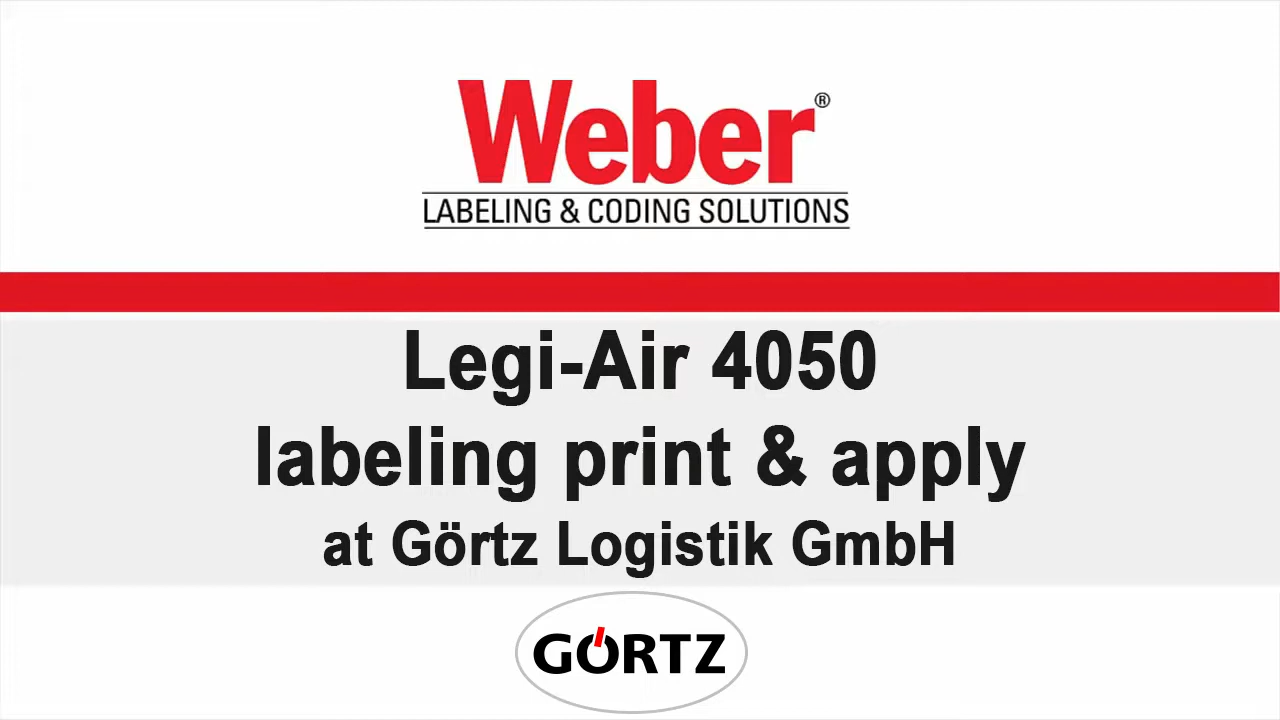 Weber®
LABELING & CODING SOLUTIONS
Legi-Air 4050
labeling print & apply
at Görtz Logistik GmbH
GÖRTZ